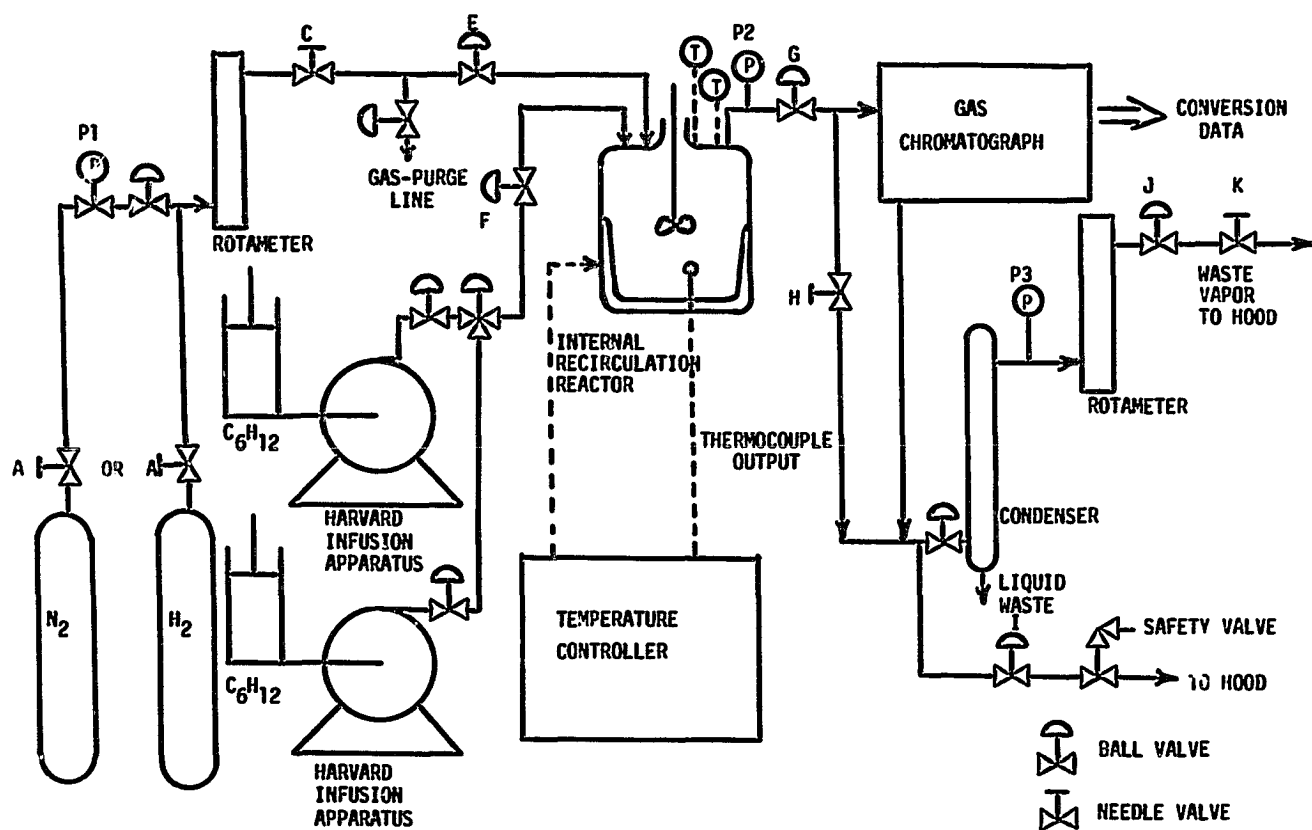 C
E
P2
G
T
T
P
P1
P
GAS
CHROMATOGRAPH
CONVERSION
DATA
GAS-PURGE
LINE
F
J
K
ROTAMETER
H
P3
P
WASTE
VAPOR
TO HOOD
INTERNAL
RECIRCULATION
REACTOR
ROTAMETER
C6H12
THERMOCOUPLE
OUTPUT
A OR A
HARVARD
INFUSION
APPARATUS
CONDENSER
LIQUID
WASTE
I
N2
H2
TEMPERATURE
CONTROLLER
SAFETY VALVE
C6H12
TO HOOD
HARVARD
INFUSION
APPARATUS
BALL VALVE
NEEDLE VALVE